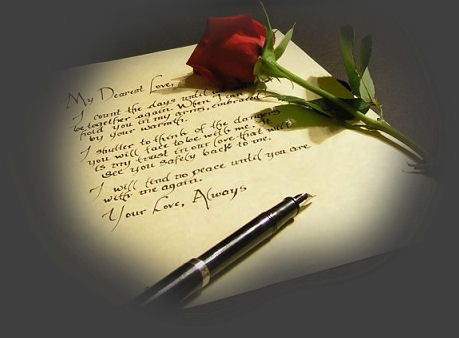 My Dearest Love,
I count the days until we
be together again. When I can
hold you in my arms, embraced
by your warmth.
I shutter to think of the dangers
you will face to be with me. It
is my trust in our love that will
see you safely back to me.
I will find no peace until you are
with me again.
Your Love, Always